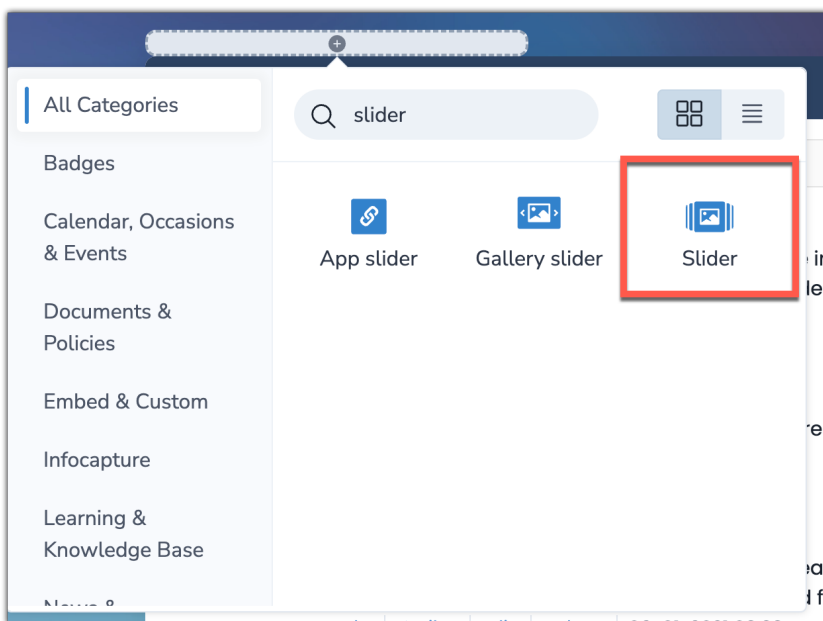 All Categories
slider
Badges
Calendar, Occasions
& Events
App slider
Gallery slider
Slider
Documents &
Policies
Embed & Custom
Infocapture
Learning &
Knowledge Base